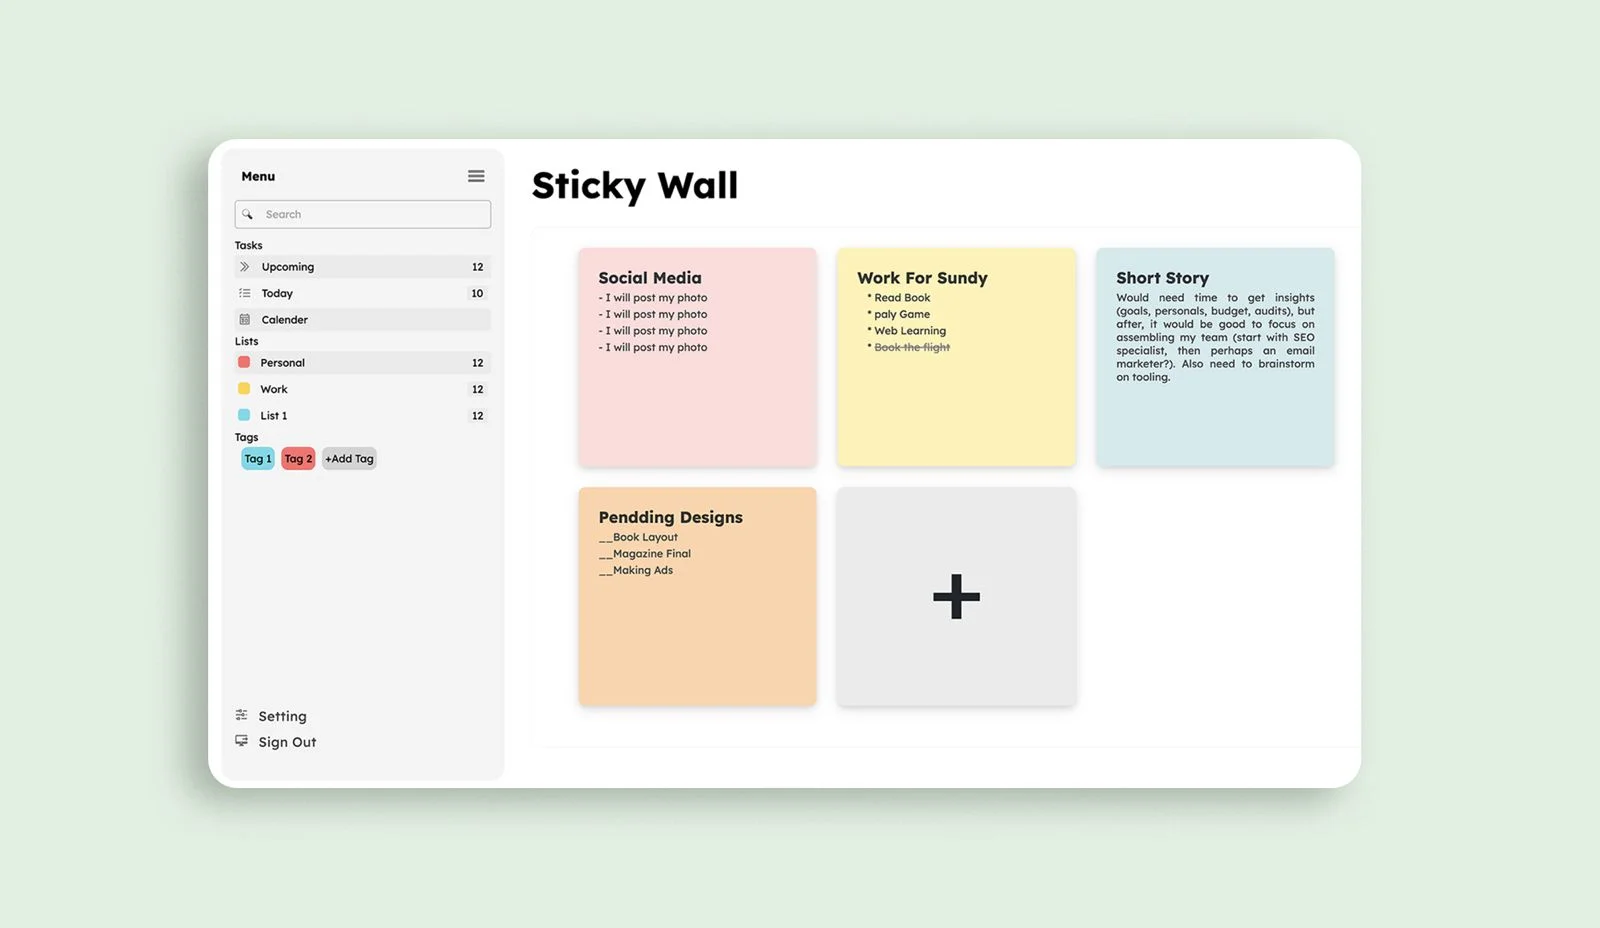 Menu
Search
Tasks
Upcoming 12
Today 10
Calender
Lists
Personal 12
Work 12
List 1 12
Tags
Tag 1 Tag 2 +Add Tag
Setting
Sign Out
Sticky Wall
Social Media
- I will post my photo
- I will post my photo
- I will post my photo
- I will post my photo
Work For Sundy
* Read Book
* paly Game
* Web Learning
* Book the flight
Short Story
Would need time to get insights
(goals, personals, budget, audits), but
after, it would be good to focus on
assembling my team (start with SEO
specialist, then perhaps an email
marketer?). Also need to brainstorm
on tooling.
Pendding Designs
__Book Layout
__Magazine Final
__Making Ads
+